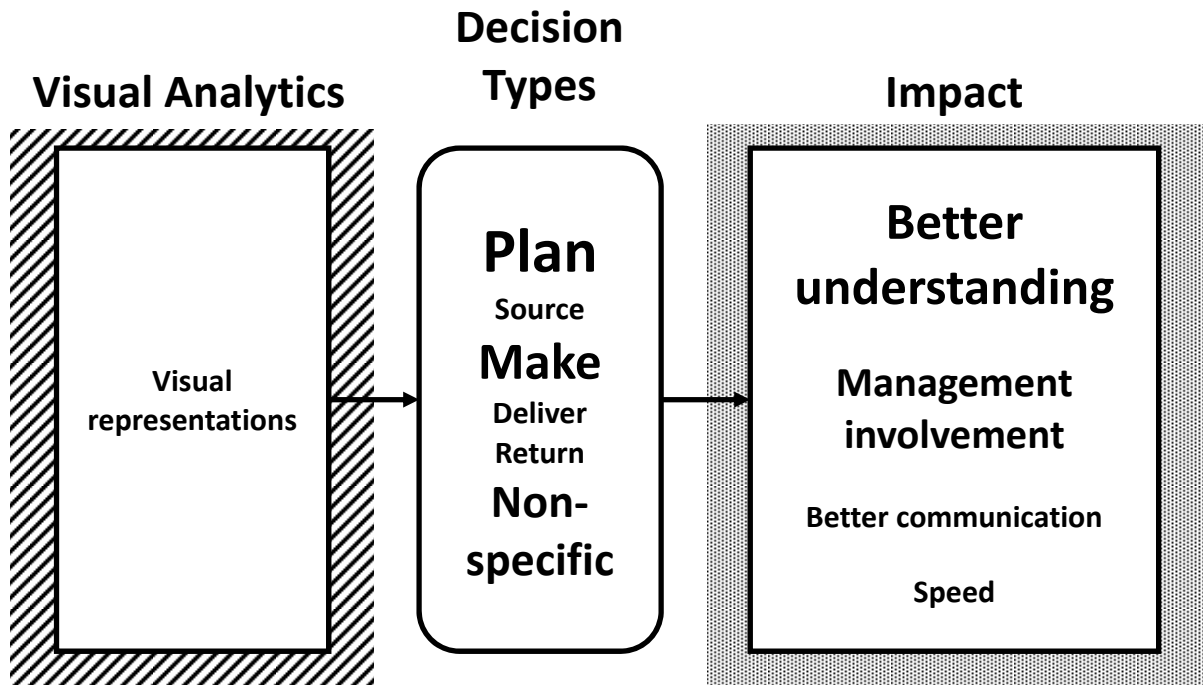 Visual Analytics
Decision
Types
Impact
Visual
representations
Plan
Source
Make
Deliver
Return
Non-
specific
Better
understanding
Management
involvement
Better communication
Speed